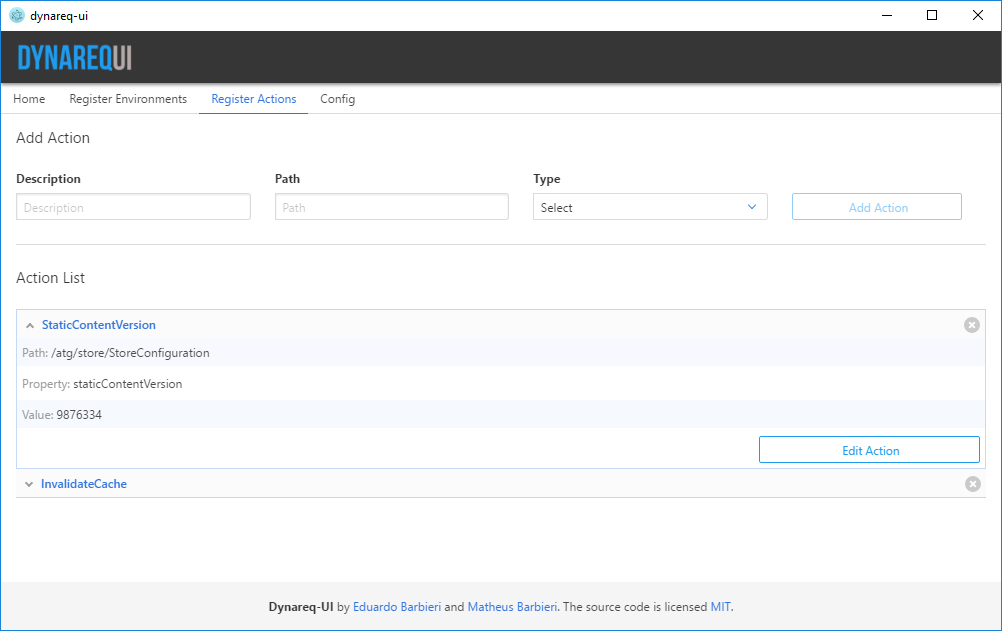 dynareq-ui
DYNAREQUI
Home Register Environments Register Actions Config
Add Action
Description Path Type
Description Path Select Add Action
Action List
StaticContentVersion
Path: /atg/store/StoreConfiguration
Property: staticContentVersion
Value: 9876334
Edit Action
InvalidateCache
Dynareq-UI by Eduardo Barbieri and Matheus Barbieri. The source code is licensed MIT.